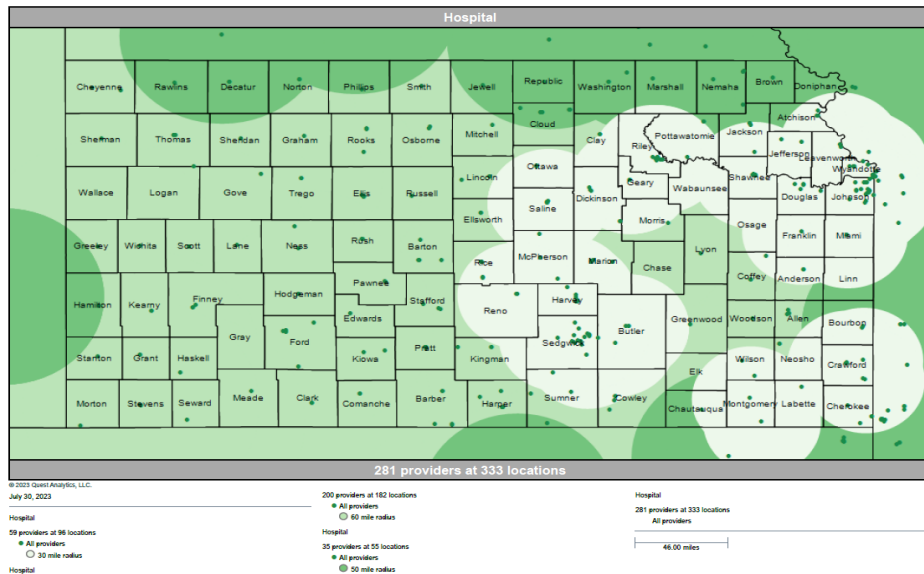 Hospital
Cheyenne Rawlins Decatur Norton Phillips Smith Jewell Republic Washington Marshall Nemaha Brown Doniphan
Cloud Mitchell Clay Riley Pottawatomie Jackson Atchison
Sherman Thomas Sheridan Graham Rooks Osborne Ottawa Jefferson Leavenworth
Wyandotte
Wallace Logan Gove Trego Ellis Russell Lincoln Saline Dickinson Geary Wabaunsee Shawnee Douglas Johnson
Ellsworth Morris Osage Franklin Miami
Greeley Wichita Scott Lane Ness Rush Barton Rice McPherson Marion Chase Lyon
Hamilton Kearny Finney Hodgeman Pawnee Stafford Reno Harvey Coffey Anderson Linn
Gray Ford Edwards Butler Greenwood Woodson Allen Bourbon
Stanton Grant Haskell Kiowa Pratt Kingman Sedgwick Elk Wilson Neosho Crawford
Morton Stevens Seward Meade Clark Comanche Barber Harper Sumner Cowley Chautauqua Montgomery Labette Cherokee
281 providers at 333 locations
© 2023 Quest Analytics, LLC.
July 30, 2023
Hospital
59 providers at 96 locations
All providers
30 mile radius
Hospital
200 providers at 182 locations
All providers
60 mile radius
Hospital
35 providers at 55 locations
All providers
50 mile radius
Hospital
281 providers at 333 locations
All providers
46.00 miles